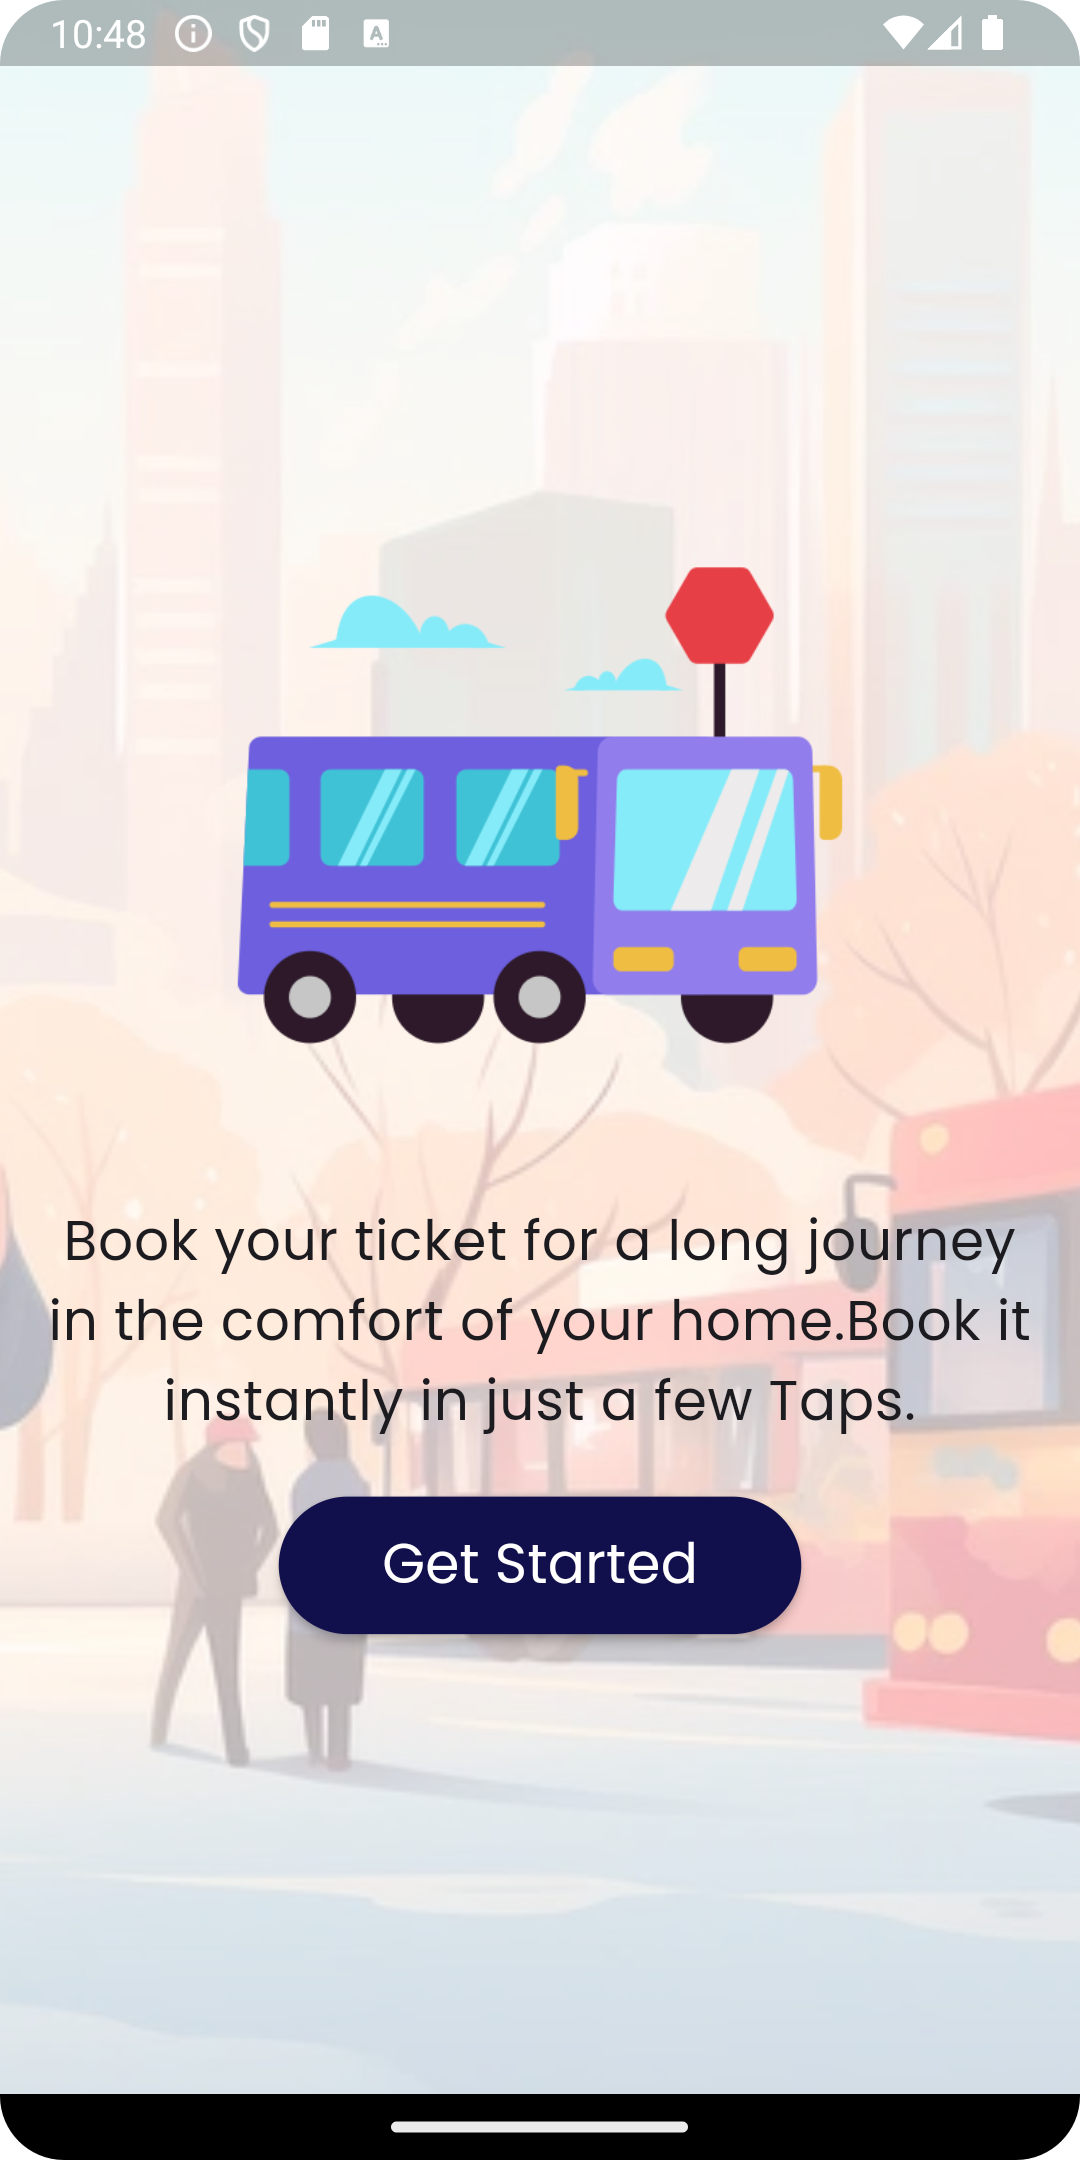 10:48
Book your ticket for a long journey
in the comfort of your home.Book it
instantly in just a few Taps.
Get Started